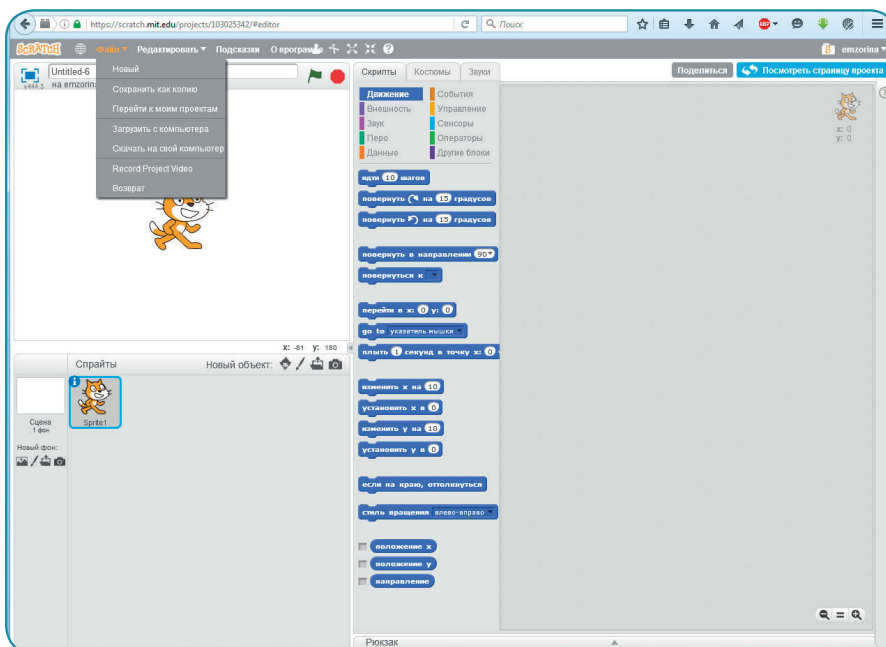 https://scratch.mit.edu/projects/103025342/#editor
Поиск
SCRATCH Файл Редактировать Подсказки О программе
emzorina
Untitled-6
v444.3 на emzorina
Новый
Сохранить как копию
Перейти к моим проектам
Загрузить с компьютера
Скачать на свой компьютер
Record Project Video
Возврат
x: -81 y: 180
Спрайты Новый объект:
Сцена
1 фон
Новый фон:
Sprite1
Скрипты Костюмы Звуки
Поделиться Посмотреть страницу проекта
Движение События
Внешность Управление
Звук Сенсоры
Перо Операторы
Данные Другие блоки
идти 10 шагов
повернуть на 15 градусов
повернуть на 15 градусов
повернуть в направлении 90
повернуться к
перейти в x: 0 y: 0
go to указатель мышки
плыть 1 секунд в точку x: 0
изменить x на 10
установить x в 0
изменить y на 10
установить y в 0
если на краю, оттолкнуться
стиль вращения влево-вправо
положение x
положение y
направление
x: 0
y: 0
Рюкзак